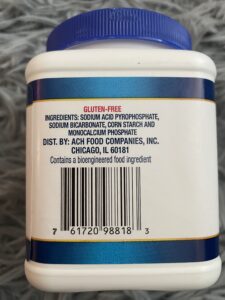 GLUTEN-FREE
INGREDIENTS: SODIUM ACID PYROPHOSPHATE,
SODIUM BICARBONATE, CORN STARCH AND
MONOCALCIUM PHOSPHATE
DIST. BY: ACH FOOD COMPANIES, INC.
CHICAGO, IL 60181
Contains a bioengineered food ingredient
7 61720 98818 3